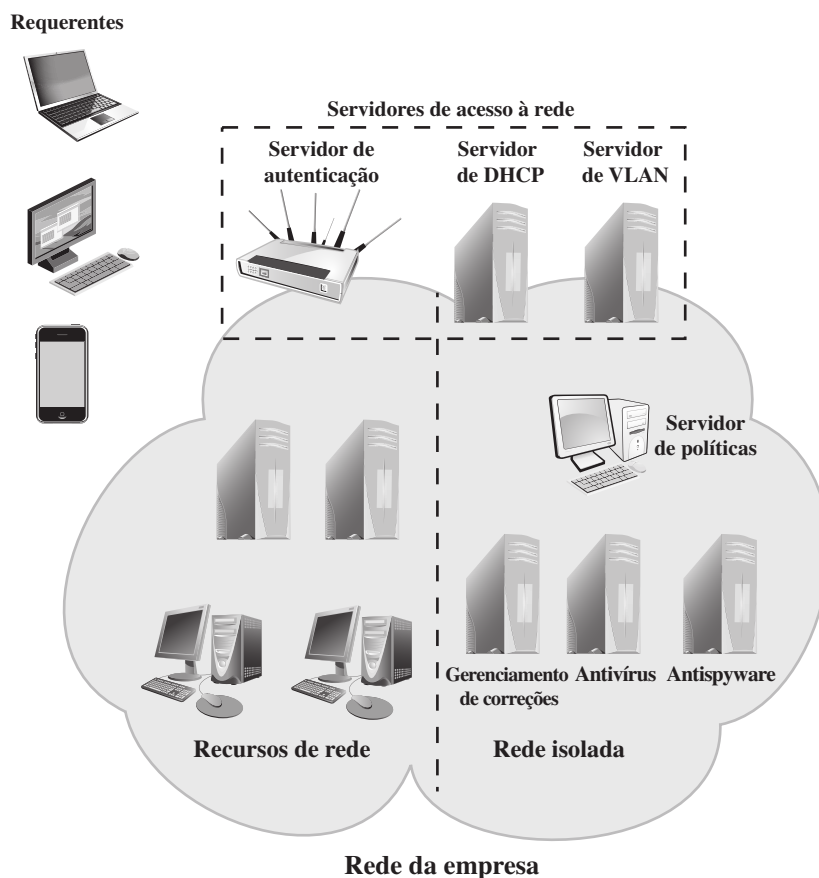 Requerentes
Servidores de acesso à rede
Servidor de
autenticação
Servidor
de DHCP
Servidor
de VLAN
Servidor
de políticas
Gerenciamento
de correções
Antivírus
Antispyware
Recursos de rede
Rede isolada
Rede da empresa